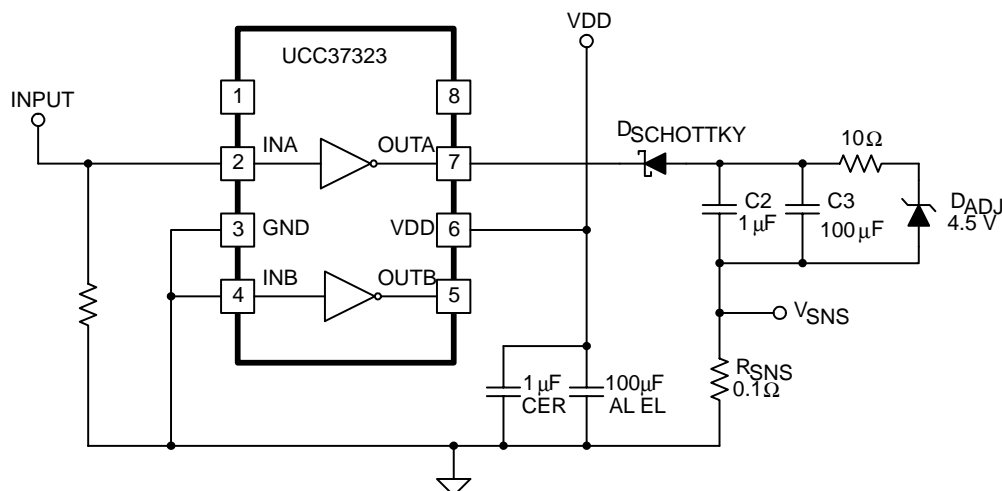 VDD
UCC37323
INPUT
1
8
DSCHOTTKY
10Ω
INA
OUTA
2
7
C2
1 μF
C3
100 μF
DADJ
4.5 V
3
GND
VDD
6
INB
OUTB
4
5
VSNS
RSNS
0.1Ω
1 μF
CER
100μF
AL EL